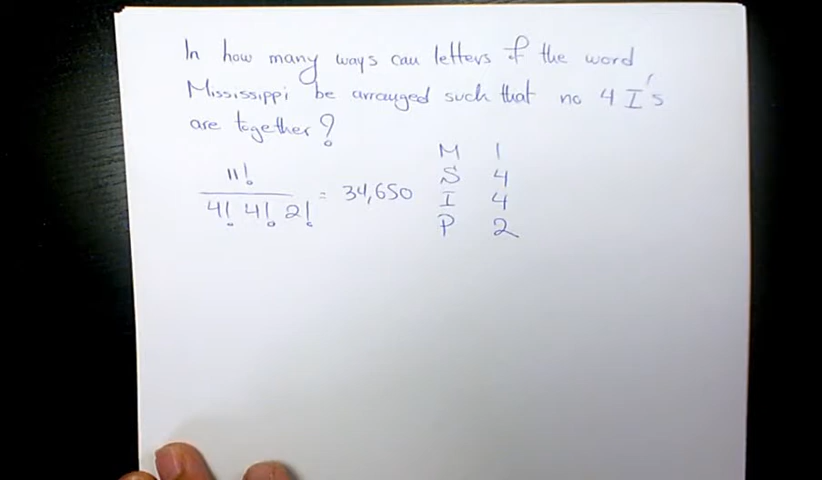 In how many ways can letters of the word
Mississippi be arranged such that no 4 I's
are together?
M 1
11! / 4! 4! 2! = 34,650
S 4
I 4
P 2